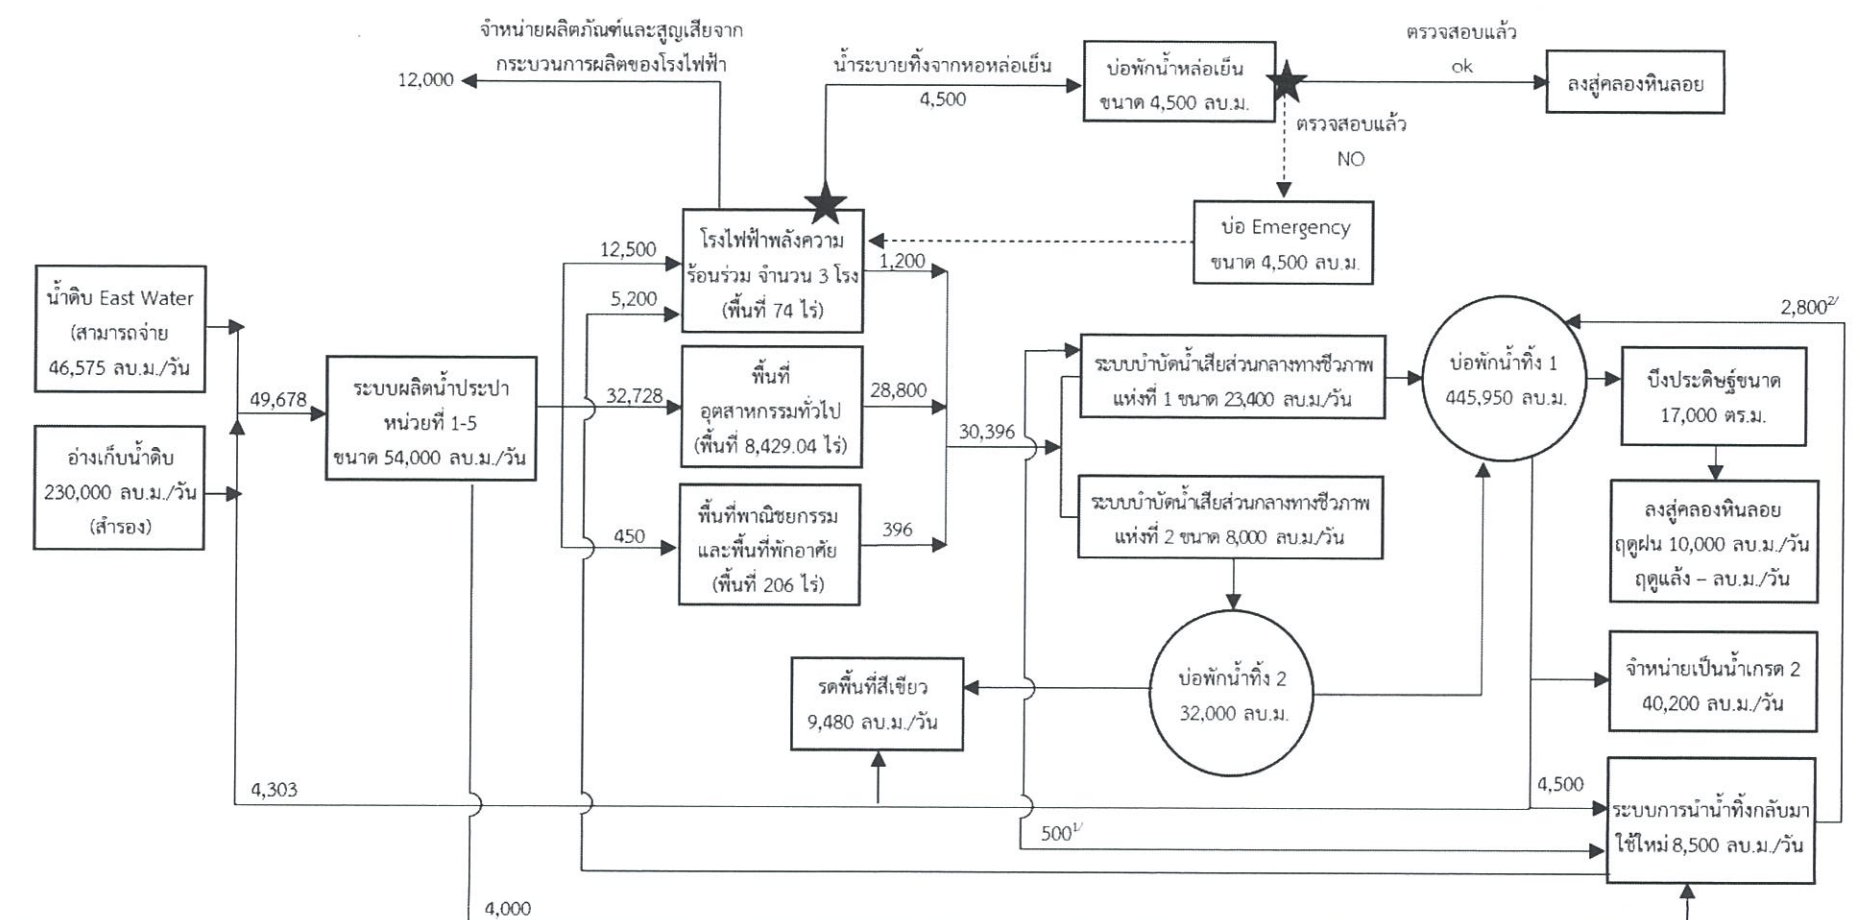 จำหน่ายผลิตภัณฑ์และสูญเสียจาก
กระบวนการผลิตของโรงไฟฟ้า
12,000
น้ำระบายทิ้งจากหอหล่อเย็น
4,500
บ่อพักน้ำหล่อเย็น
ขนาด 4,500 ลบ.ม.
ตรวจสอบแล้ว
ok
ลงสู่คลองหินลอย
ตรวจสอบแล้ว
NO
บ่อ Emergency
ขนาด 4,500 ลบ.ม.
น้ำดิบ East Water
(สามารถจ่าย
46,575 ลบ.ม./วัน
อ่างเก็บน้ำดิบ
230,000 ลบ.ม./วัน
(สำรอง)
49,678
ระบบผลิตน้ำประปา
หน่วยที่ 1-5
ขนาด 54,000 ลบ.ม./วัน
12,500
5,200
32,728
450
โรงไฟฟ้าพลังความ
ร้อนร่วม จำนวน 3 โรง
(พื้นที่ 74 ไร่)
พื้นที่
อุตสาหกรรมทั่วไป
(พื้นที่ 8,429.04 ไร่)
พื้นที่พาณิชยกรรม
และพื้นที่พักอาศัย
(พื้นที่ 206 ไร่)
1,200
28,800
396
30,396
ระบบบำบัดน้ำเสียส่วนกลางทางชีวภาพ
แห่งที่ 1 ขนาด 23,400 ลบ.ม/วัน
ระบบบำบัดน้ำเสียส่วนกลางทางชีวภาพ
แห่งที่ 2 ขนาด 8,000 ลบ.ม/วัน
บ่อพักน้ำทิ้ง 1
445,950 ลบ.ม.
2,800²/
บึงประดิษฐ์ขนาด
17,000 ตร.ม.
ลงสู่คลองหินลอย
ฤดูฝน 10,000 ลบ.ม./วัน
ฤดูแล้ง – ลบ.ม./วัน
จำหน่ายเป็นน้ำเกรด 2
40,200 ลบ.ม./วัน
บ่อพักน้ำทิ้ง 2
32,000 ลบ.ม.
รดพื้นที่สีเขียว
9,480 ลบ.ม./วัน
4,303
4,500
500¹/
ระบบการนำน้ำทิ้งกลับมา
ใช้ใหม่ 8,500 ลบ.ม./วัน
4,000